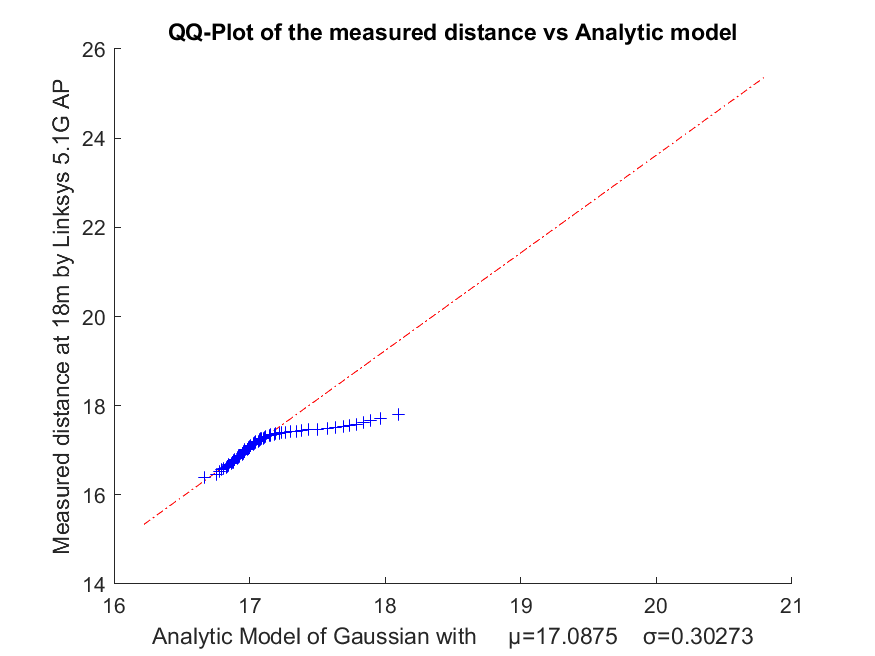 QQ-Plot of the measured distance vs Analytic model
Measured distance at 18m by Linksys 5.1G AP
26
24
22
20
18
16
14
16 17 18 19 20 21
Analytic Model of Gaussian with μ=17.0875 σ=0.30273